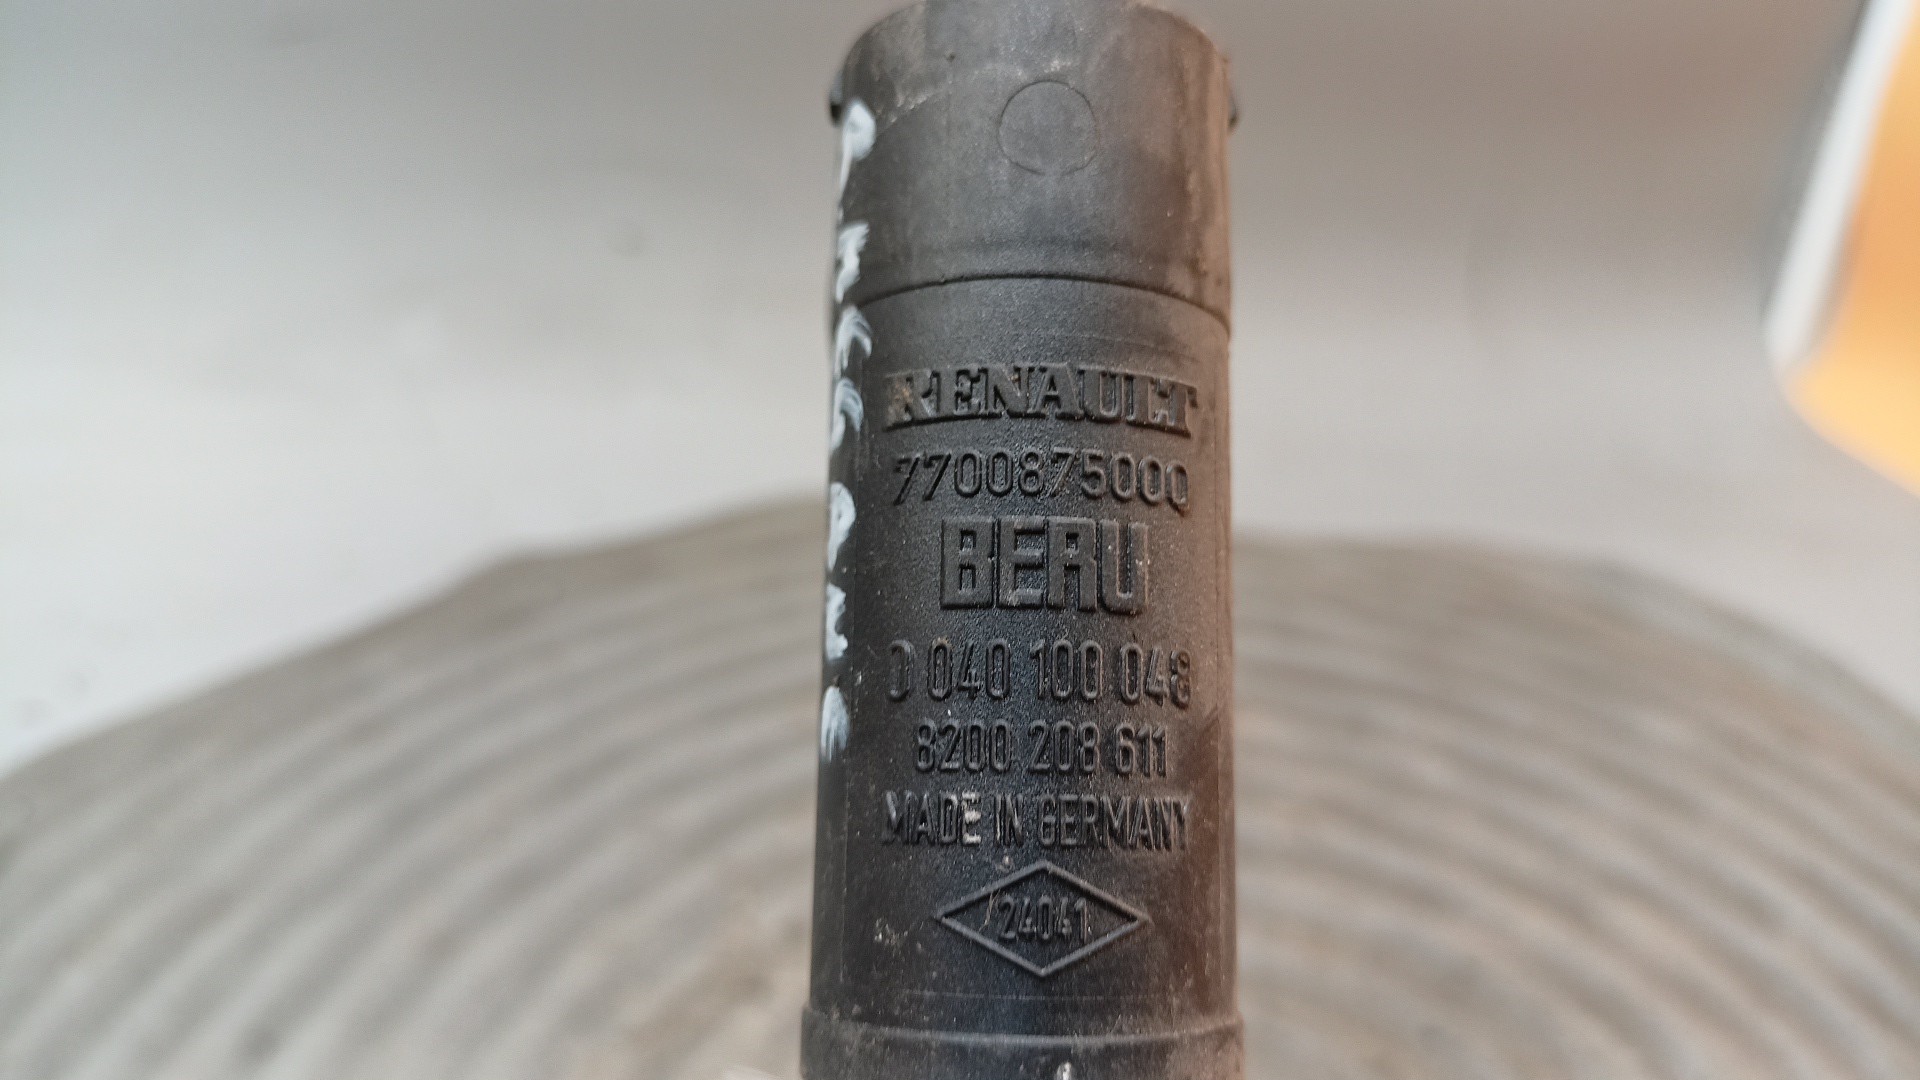 RENAULT
7700875000
BERU
0 040 100 048
8200 208 611
MADE IN GERMANY
24041